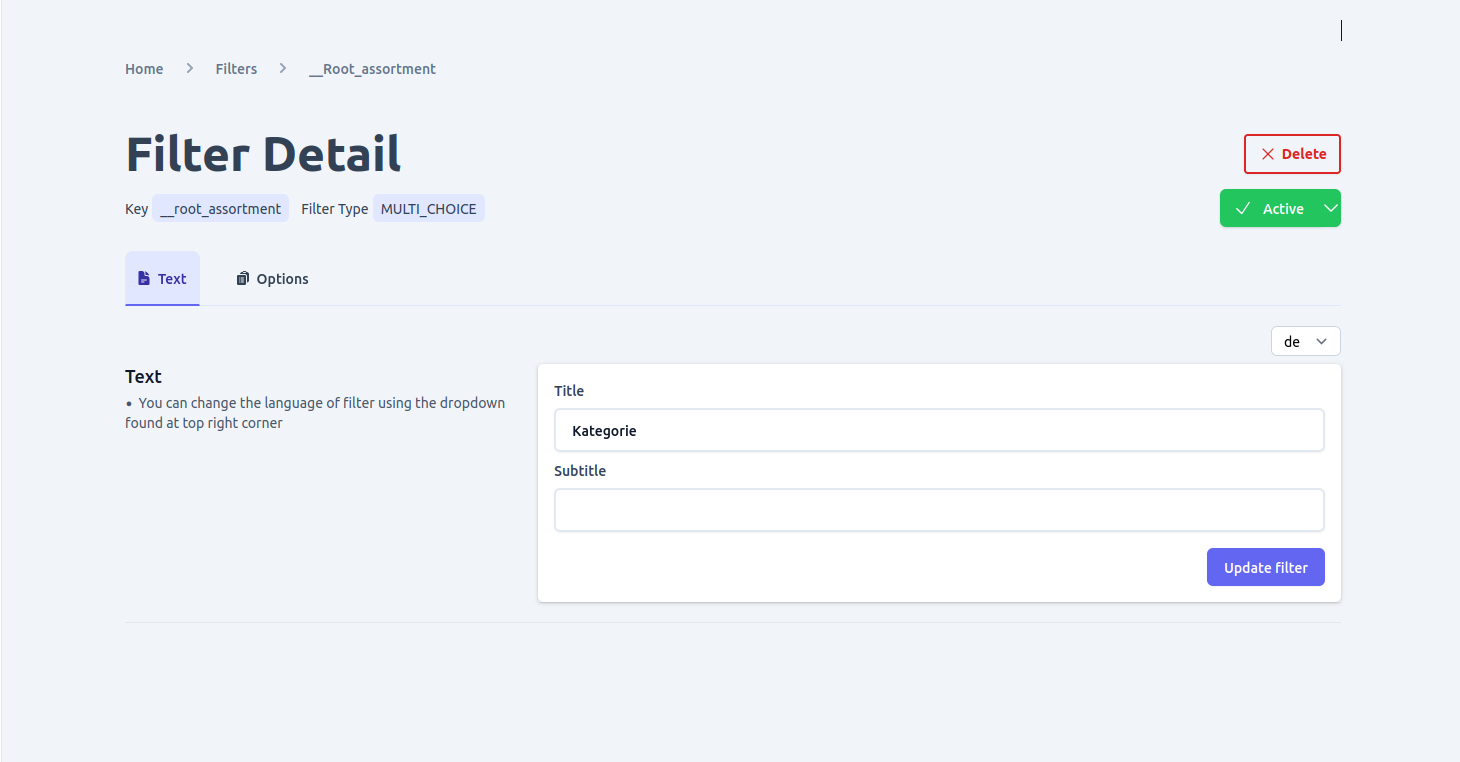 Home > Filters > __Root_assortment
Filter Detail
Delete
Key __root_assortment Filter Type MULTI_CHOICE
Active
Text Options
de
Text
• You can change the language of filter using the dropdown
found at top right corner
Title
Kategorie
Subtitle
Update filter